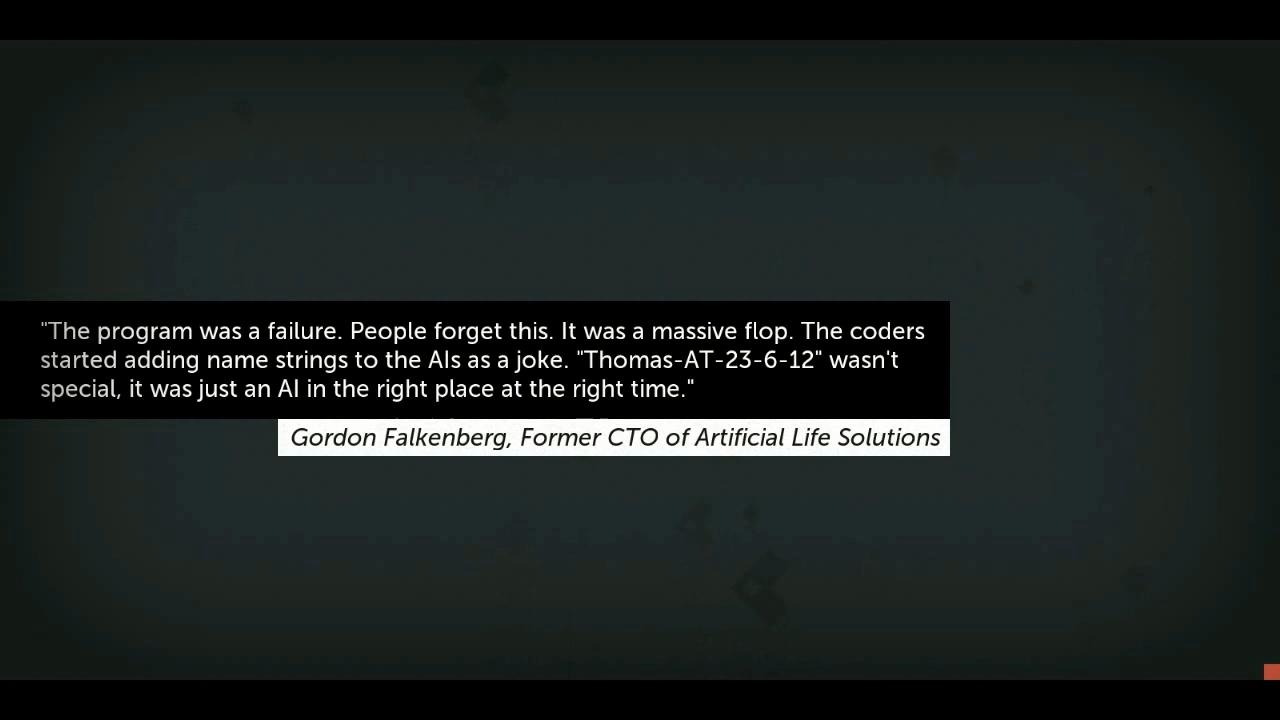 "The program was a failure. People forget this. It was a massive flop. The coders
started adding name strings to the AIs as a joke. "Thomas-AT-23-6-12" wasn't
special, it was just an AI in the right place at the right time."
Gordon Falkenberg, Former CTO of Artificial Life Solutions